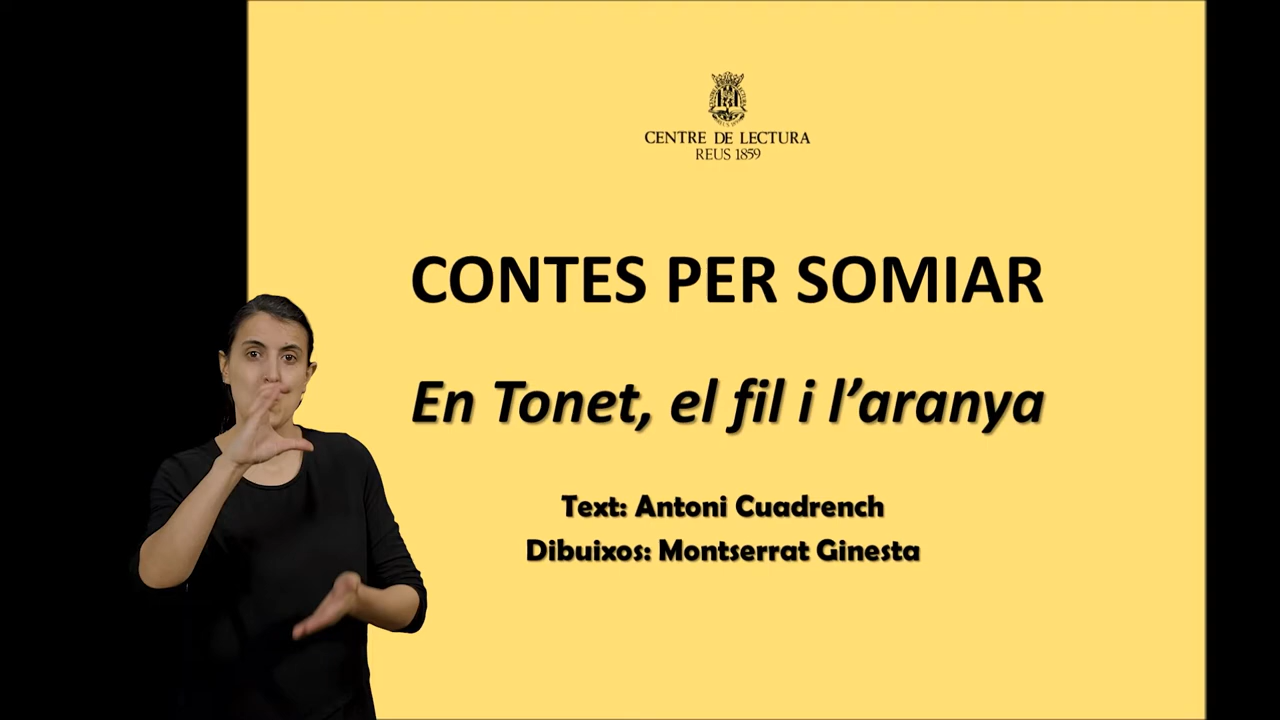 CENTRE DE LECTURA
REUS 1859
CONTES PER SOMIAR
En Tonet, el fil i l’aranya
Text: Antoni Cuadrench
Dibuixos: Montserrat Ginesta